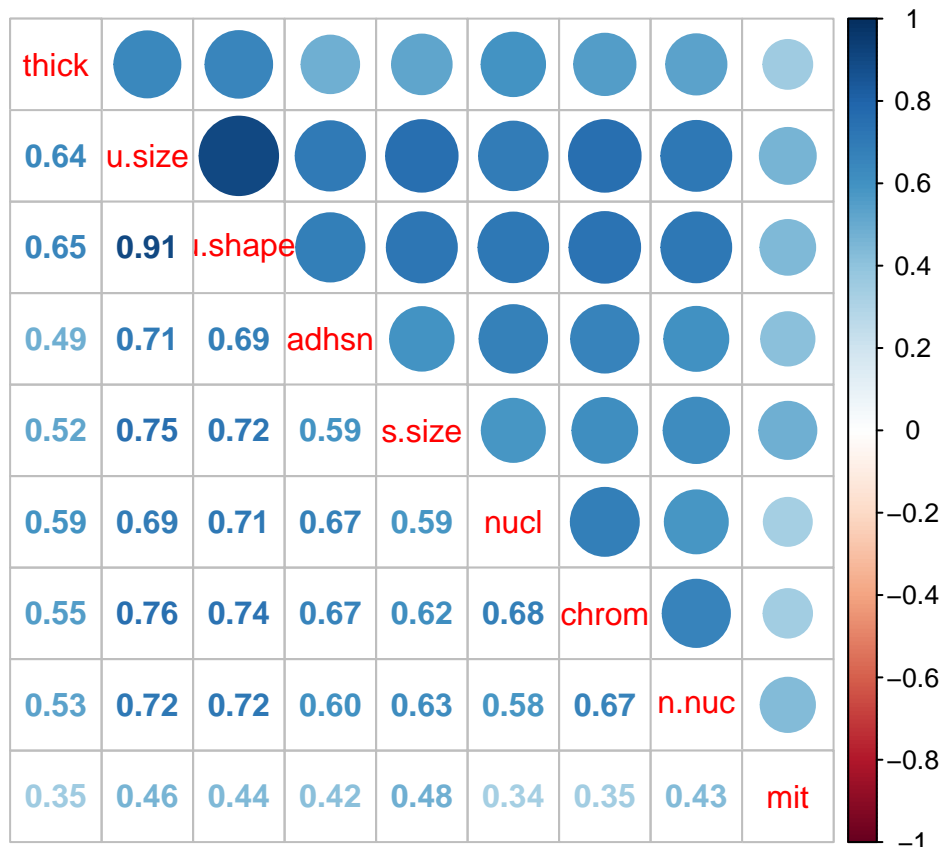 thick
0.64 u.size
0.65 0.91 u.shape
0.49 0.71 0.69 adhsn
0.52 0.75 0.72 0.59 s.size
0.59 0.69 0.71 0.67 0.59 nucl
0.55 0.76 0.74 0.67 0.62 0.68 chrom
0.53 0.72 0.72 0.60 0.63 0.58 0.67 n.nuc
0.35 0.46 0.44 0.42 0.48 0.34 0.35 0.43 mit
1
0.8
0.6
0.4
0.2
0
−0.2
−0.4
−0.6
−0.8
−1